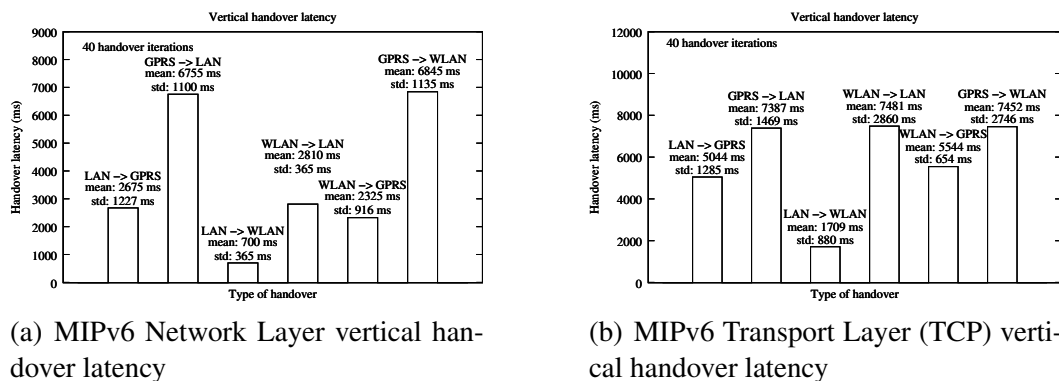 Vertical handover latency
9000
8000
7000
6000
5000
4000
3000
2000
1000
0
Handover latency (ms)
40 handover iterations
LAN -> GPRS
mean: 2675 ms
std: 1227 ms
GPRS -> LAN
mean: 6755 ms
std: 1100 ms
LAN -> WLAN
mean: 700 ms
std: 365 ms
WLAN -> LAN
mean: 2810 ms
std: 365 ms
WLAN -> GPRS
mean: 2325 ms
std: 916 ms
GPRS -> WLAN
mean: 6845 ms
std: 1135 ms
Type of handover
(a) MIPv6 Network Layer vertical han-
dover latency
Vertical handover latency
12000
10000
8000
6000
4000
2000
0
Handover latency (ms)
40 handover iterations
LAN -> GPRS
mean: 5044 ms
std: 1285 ms
GPRS -> LAN
mean: 7387 ms
std: 1469 ms
LAN -> WLAN
mean: 1709 ms
std: 880 ms
WLAN -> LAN
mean: 7481 ms
std: 2860 ms
WLAN -> GPRS
mean: 5544 ms
std: 654 ms
GPRS -> WLAN
mean: 7452 ms
std: 2746 ms
Type of handover
(b) MIPv6 Transport Layer (TCP) verti-
cal handover latency